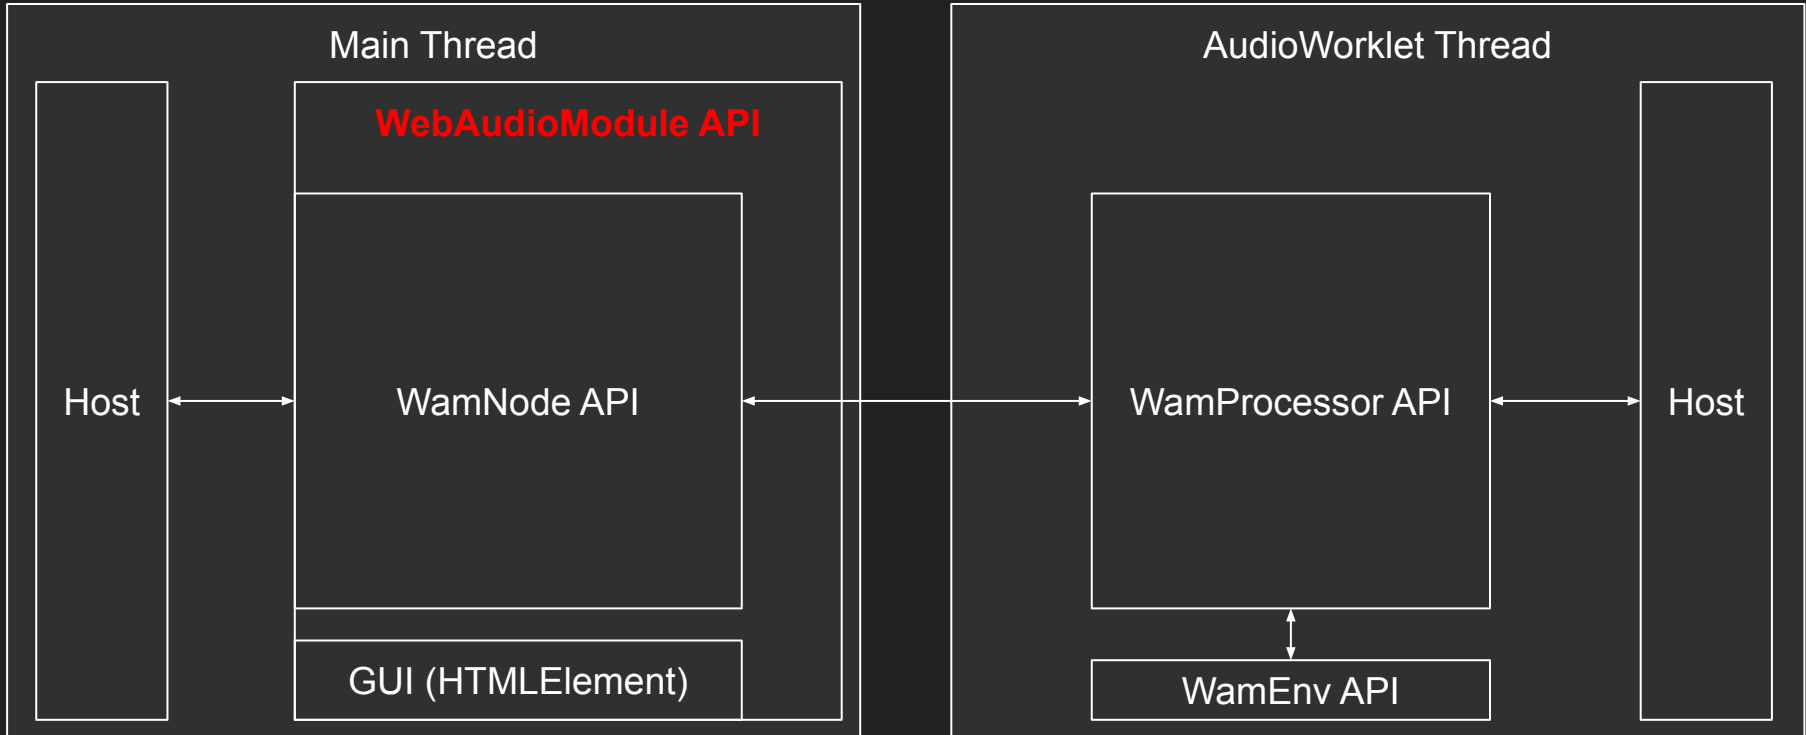 Main Thread
AudioWorklet Thread
WebAudioModule API
Host
WamNode API
WamProcessor API
Host
GUI (HTMLElement)
WamEnv API